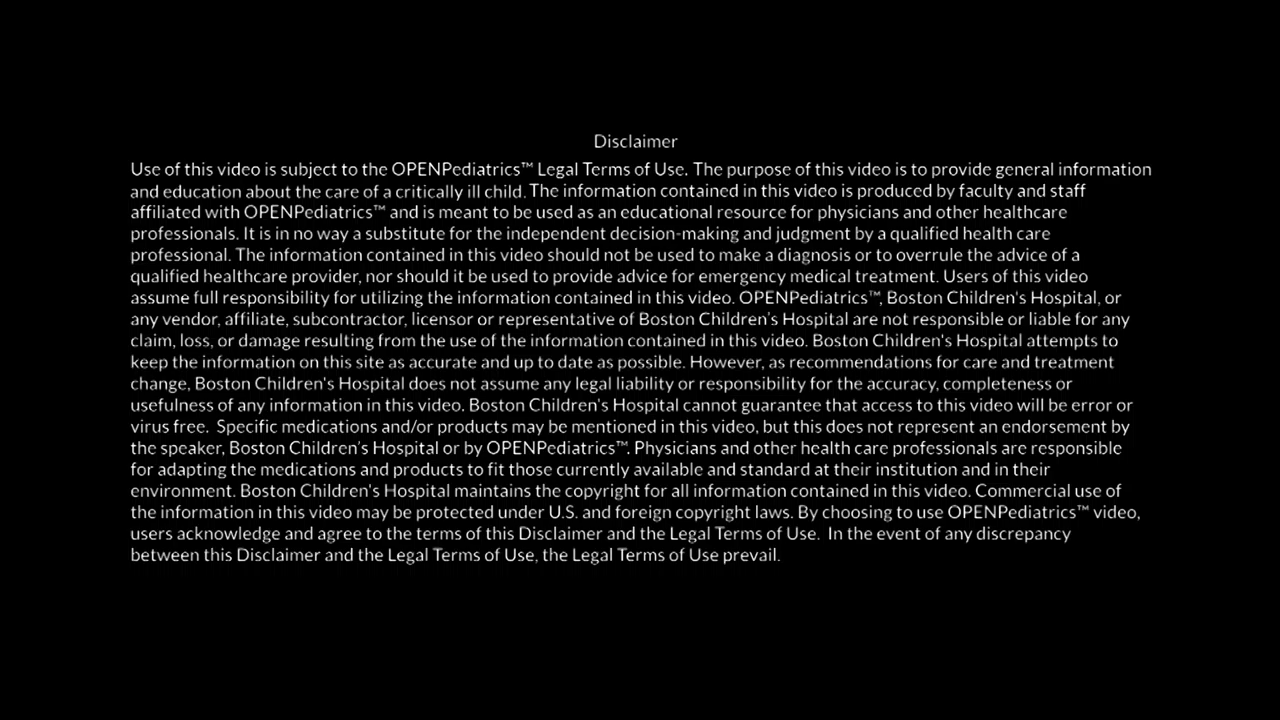 Disclaimer
Use of this video is subject to the OPENPediatrics™ Legal Terms of Use. The purpose of this video is to provide general information
and education about the care of a critically ill child. The information contained in this video is produced by faculty and staff
affiliated with OPENPediatrics™ and is meant to be used as an educational resource for physicians and other healthcare
professionals. It is in no way a substitute for the independent decision-making and judgment by a qualified health care
professional. The information contained in this video should not be used to make a diagnosis or to overrule the advice of a
qualified healthcare provider, nor should it be used to provide advice for emergency medical treatment. Users of this video
assume full responsibility for utilizing the information contained in this video. OPENPediatrics™, Boston Children's Hospital, or
any vendor, affiliate, subcontractor, licensor or representative of Boston Children’s Hospital are not responsible or liable for any
claim, loss, or damage resulting from the use of the information contained in this video. Boston Children's Hospital attempts to
keep the information on this site as accurate and up to date as possible. However, as recommendations for care and treatment
change, Boston Children's Hospital does not assume any legal liability or responsibility for the accuracy, completeness or
usefulness of any information in this video. Boston Children's Hospital cannot guarantee that access to this video will be error or
virus free.  Specific medications and/or products may be mentioned in this video, but this does not represent an endorsement by
the speaker, Boston Children’s Hospital or by OPENPediatrics™. Physicians and other health care professionals are responsible
for adapting the medications and products to fit those currently available and standard at their institution and in their
environment. Boston Children's Hospital maintains the copyright for all information contained in this video. Commercial use of
the information in this video may be protected under U.S. and foreign copyright laws. By choosing to use OPENPediatrics™ video,
users acknowledge and agree to the terms of this Disclaimer and the Legal Terms of Use.  In the event of any discrepancy
between this Disclaimer and the Legal Terms of Use, the Legal Terms of Use prevail.